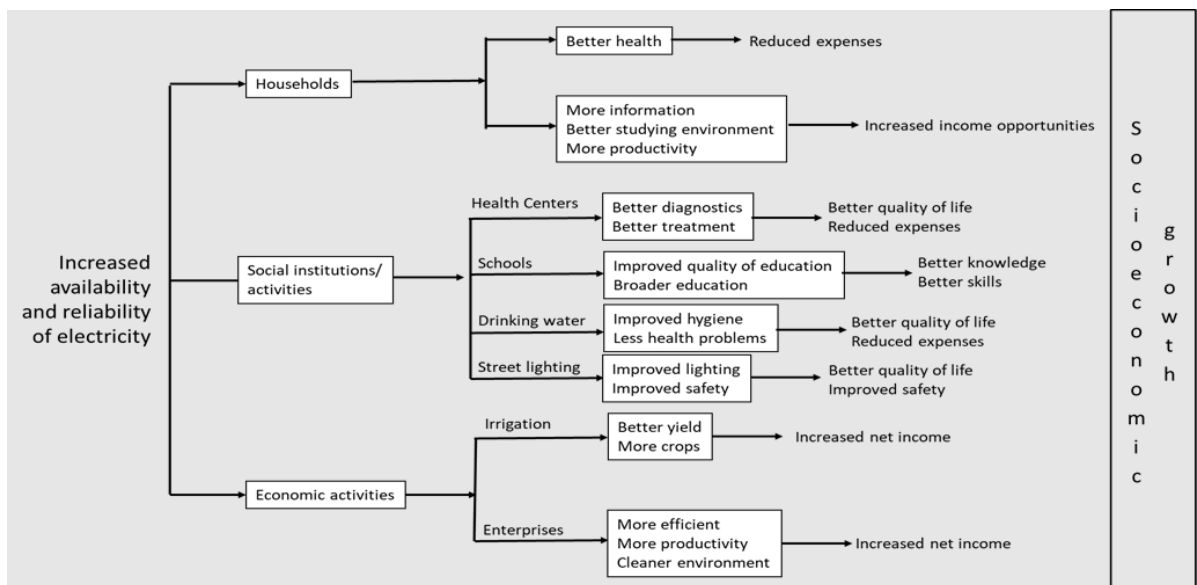 Increased
availability
and reliability
of electricity
Households
Better health
Reduced expenses
More information
Better studying environment
More productivity
Increased income opportunities
Social institutions/
activities
Health Centers
Better diagnostics
Better treatment
Better quality of life
Reduced expenses
Schools
Improved quality of education
Broader education
Better knowledge
Better skills
Drinking water
Improved hygiene
Less health problems
Better quality of life
Reduced expenses
Street lighting
Improved lighting
Improved safety
Better quality of life
Improved safety
Economic activities
Irrigation
Better yield
More crops
Increased net income
Enterprises
More efficient
More productivity
Cleaner environment
Increased net income
Socioeconomic
growth